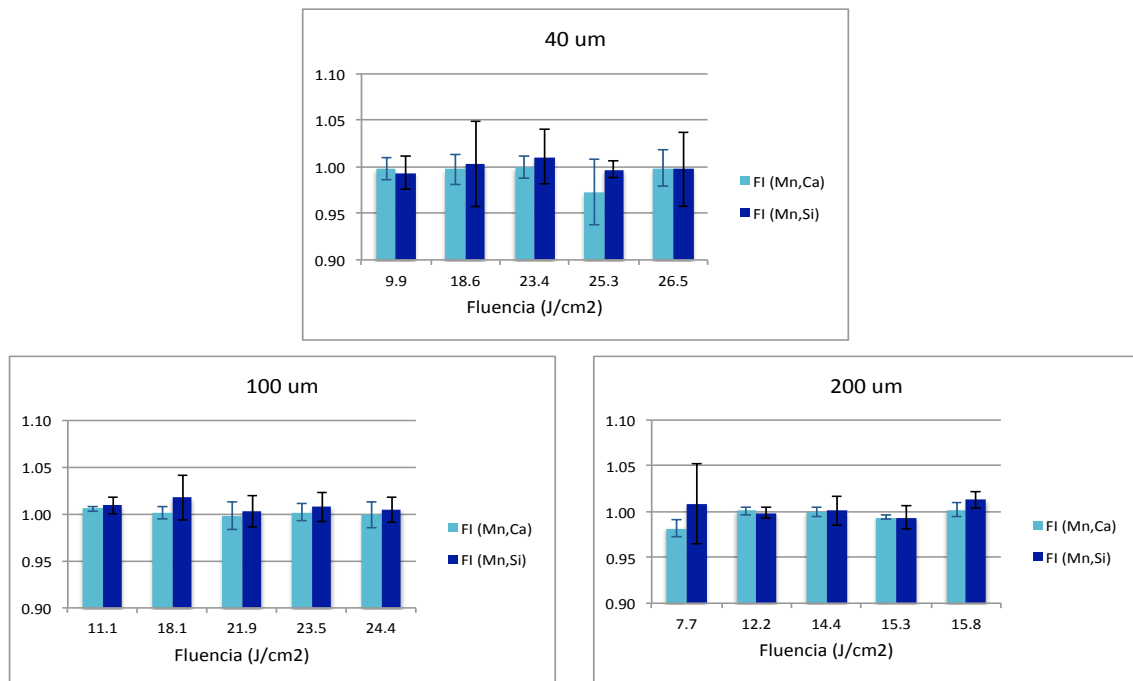 40 um
1.10
1.05
1.00
0.95
0.90
9.9 18.6 23.4 25.3 26.5
Fluencia (J/cm2)
FI (Mn,Ca)
FI (Mn,Si)
100 um
1.10
1.05
1.00
0.95
0.90
11.1 18.1 21.9 23.5 24.4
Fluencia (J/cm2)
FI (Mn,Ca)
FI (Mn,Si)
200 um
1.10
1.05
1.00
0.95
0.90
7.7 12.2 14.4 15.3 15.8
Fluencia (J/cm2)
FI (Mn,Ca)
FI (Mn,Si)